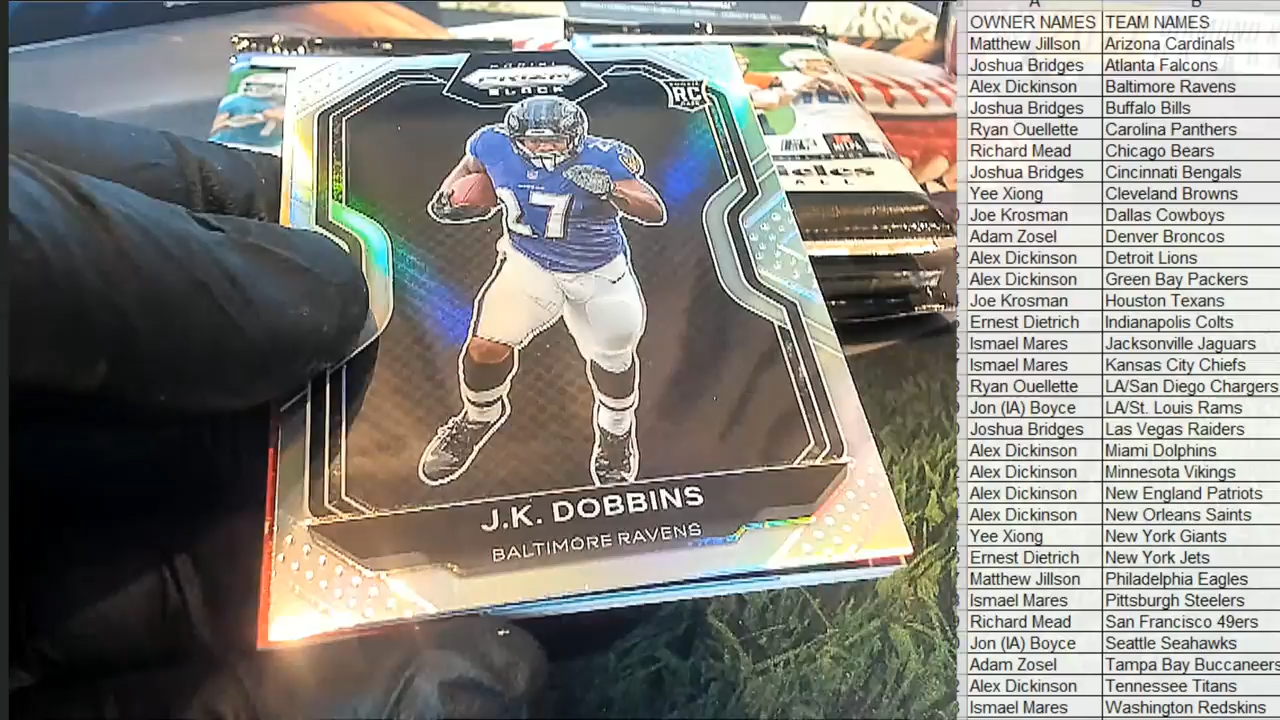 PANINI
PRIZM
BLACK
ROOKIE
RC
27
J.K. DOBBINS
BALTIMORE RAVENS
A B
OWNER NAMES TEAM NAMES
Matthew Jillson Arizona Cardinals
Joshua Bridges Atlanta Falcons
Alex Dickinson Baltimore Ravens
Joshua Bridges Buffalo Bills
Ryan Ouellette Carolina Panthers
Richard Mead Chicago Bears
Joshua Bridges Cincinnati Bengals
Yee Xiong Cleveland Browns
Joe Krosman Dallas Cowboys
Adam Zosel Denver Broncos
Alex Dickinson Detroit Lions
Alex Dickinson Green Bay Packers
Joe Krosman Houston Texans
Ernest Dietrich Indianapolis Colts
Ismael Mares Jacksonville Jaguars
Ismael Mares Kansas City Chiefs
Ryan Ouellette LA/San Diego Chargers
Jon (IA) Boyce LA/St. Louis Rams
Joshua Bridges Las Vegas Raiders
Alex Dickinson Miami Dolphins
Alex Dickinson Minnesota Vikings
Alex Dickinson New England Patriots
Alex Dickinson New Orleans Saints
Yee Xiong New York Giants
Ernest Dietrich New York Jets
Matthew Jillson Philadelphia Eagles
Ismael Mares Pittsburgh Steelers
Richard Mead San Francisco 49ers
Jon (IA) Boyce Seattle Seahawks
Adam Zosel Tampa Bay Buccaneers
Alex Dickinson Tennessee Titans
Ismael Mares Washington Redskins